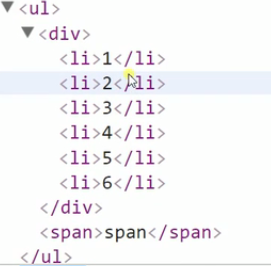 ▼<ul>
▼<div>
<li>1</li>
<li>2</li>
<li>3</li>
<li>4</li>
<li>5</li>
<li>6</li>
</div>
<span>span</span>
</ul>